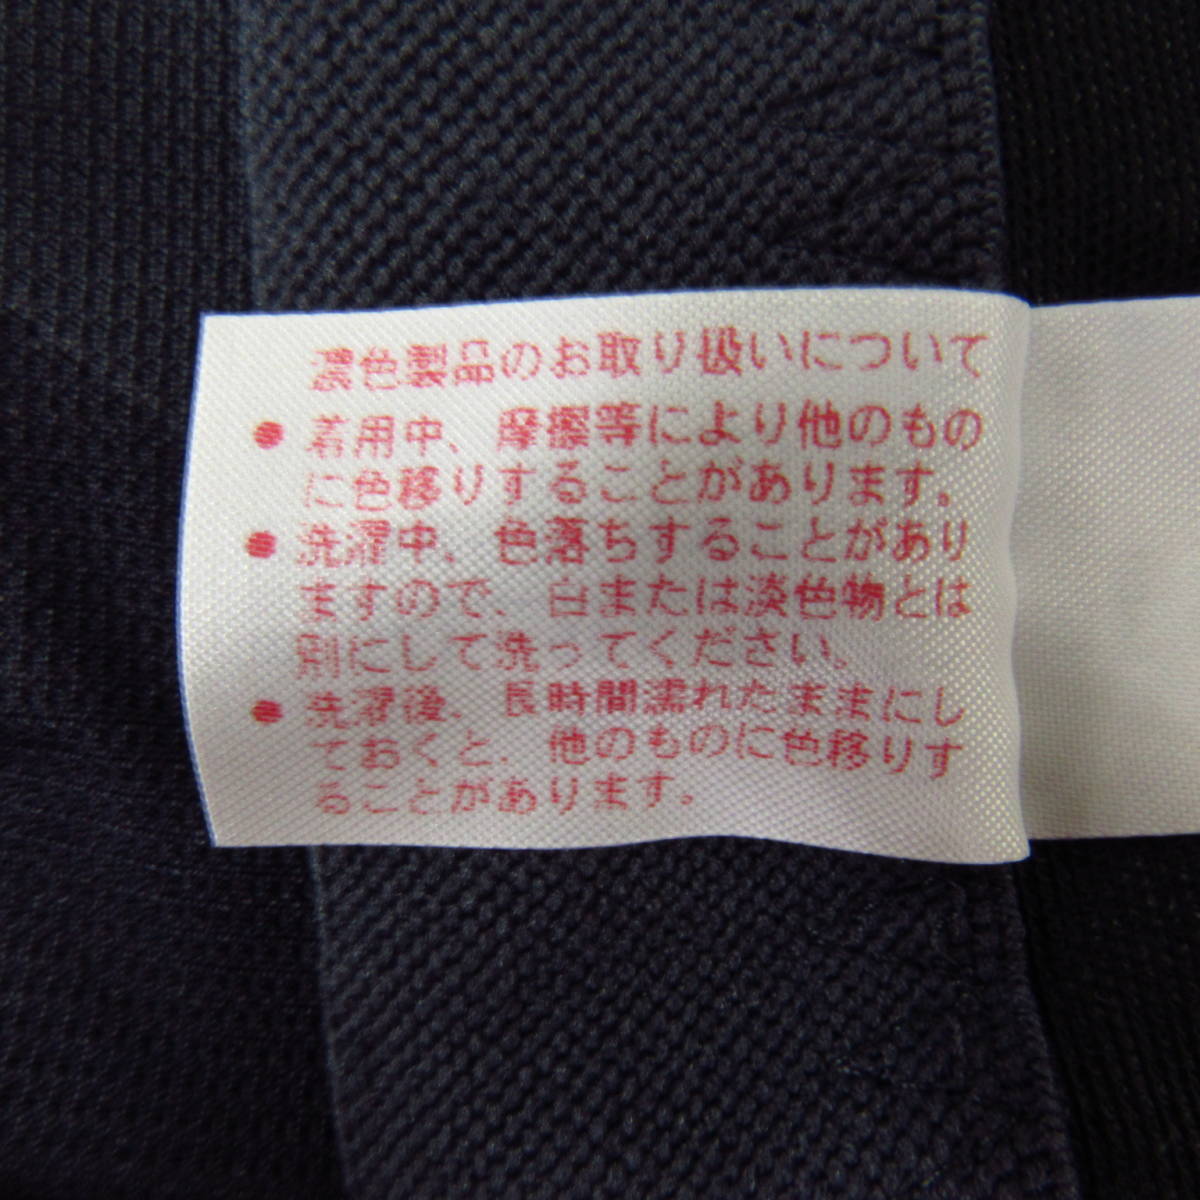 濃色製品のお取り扱いについて
● 着用中、摩擦等により他のもの
に色移りすることがあります。
● 洗濯中、色落ちすることがあり
ますので、白または淡色物とは
別にして洗ってください。
● 洗濯後、長時間濡れたままにし
ておくと、他のものに色移りす
ることがあります。